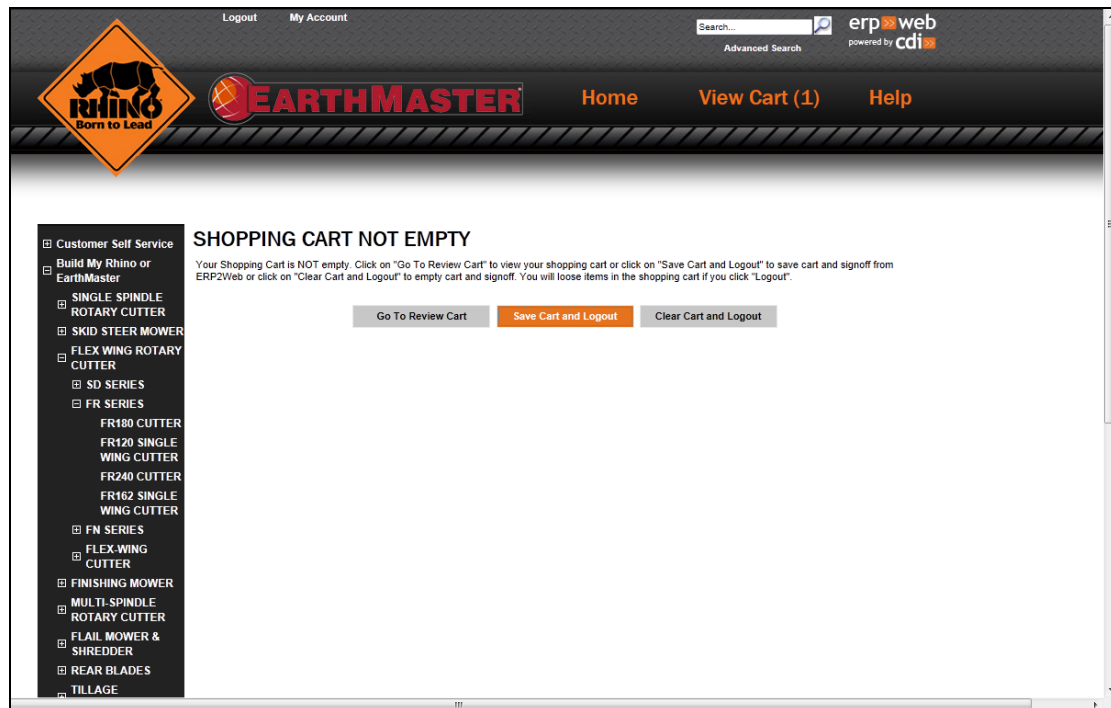 Logout My Account
Search...
Advanced Search
erp»web
powered by cdi»
RHINO
Born to Lead
EARTHMASTER
Home View Cart (1) Help
Customer Self Service
Build My Rhino or
EarthMaster
SINGLE SPINDLE
ROTARY CUTTER
SKID STEER MOWER
FLEX WING ROTARY
CUTTER
SD SERIES
FR SERIES
FR180 CUTTER
FR120 SINGLE
WING CUTTER
FR240 CUTTER
FR162 SINGLE
WING CUTTER
FN SERIES
FLEX-WING
CUTTER
FINISHING MOWER
MULTI-SPINDLE
ROTARY CUTTER
FLAIL MOWER &
SHREDDER
REAR BLADES
TILLAGE
SHOPPING CART NOT EMPTY
Your Shopping Cart is NOT empty. Click on "Go To Review Cart" to view your shopping cart or click on "Save Cart and Logout" to save cart and signoff from
ERP2Web or click on "Clear Cart and Logout" to empty cart and signoff. You will loose items in the shopping cart if you click "Logout".
Go To Review Cart Save Cart and Logout Clear Cart and Logout